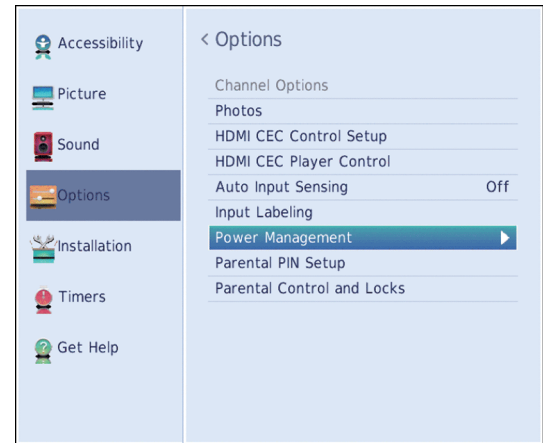 Accessibility
Picture
Sound
Options
Installation
Timers
Get Help
< Options
Channel Options
Photos
HDMI CEC Control Setup
HDMI CEC Player Control
Auto Input Sensing Off
Input Labeling
Power Management
Parental PIN Setup
Parental Control and Locks